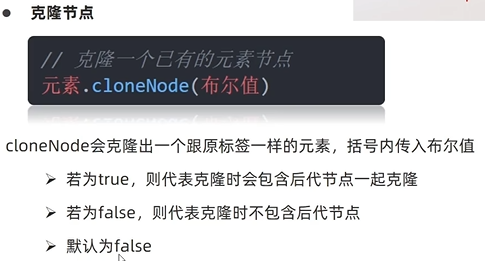 ● 克隆节点
// 克隆一个已有的元素节点
元素.cloneNode(布尔值)
cloneNode会克隆出一个跟原标签一样的元素，括号内传入布尔值
➢ 若为true，则代表克隆时会包含后代节点一起克隆
➢ 若为false，则代表克隆时不包含后代节点
➢ 默认为false